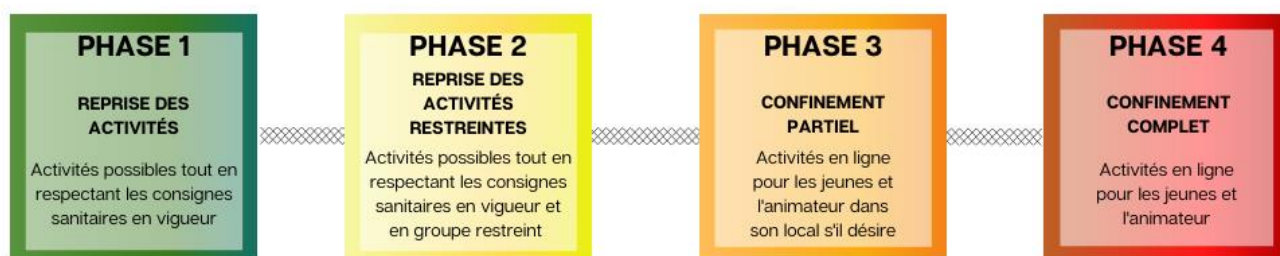 PHASE 1
REPRISE DES
ACTIVITÉS
Activités possibles tout en
respectant les consignes
sanitaires en vigueur
PHASE 2
REPRISE DES
ACTIVITÉS
RESTREINTES
Activités possibles tout en
respectant les consignes
sanitaires en vigueur et
en groupe restreint
PHASE 3
CONFINEMENT
PARTIEL
Activités en ligne
pour les jeunes et
l'animateur dans
son local s'il désire
PHASE 4
CONFINEMENT
COMPLET
Activités en ligne
pour les jeunes et
l'animateur